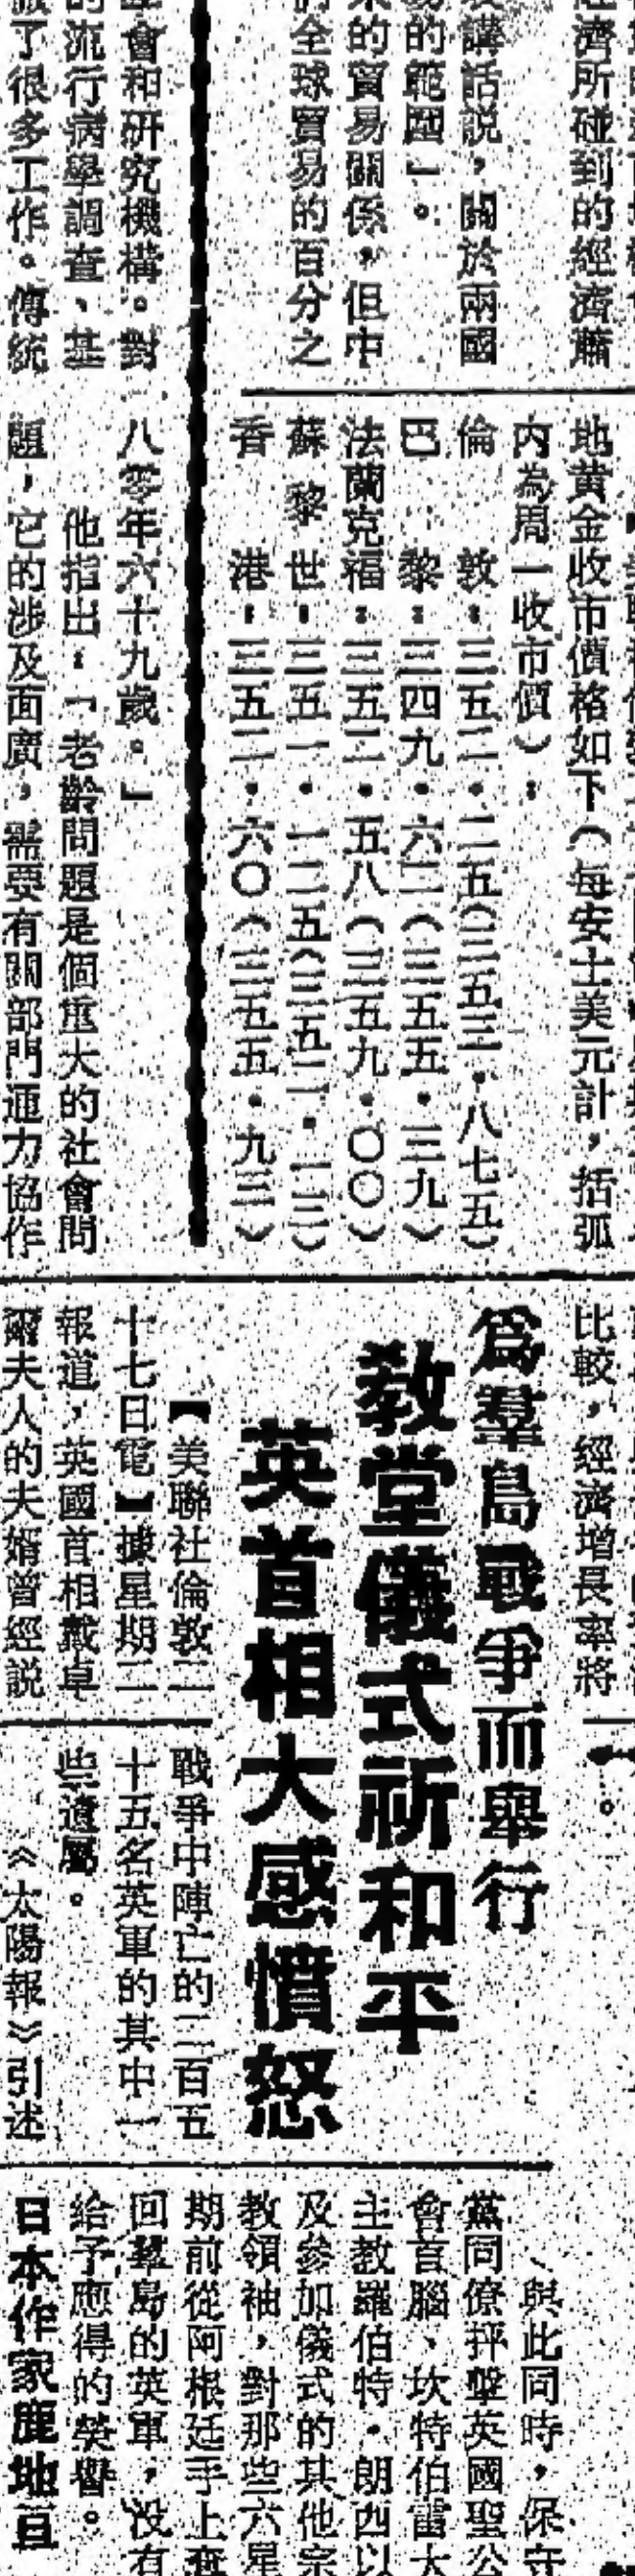 濟所碰到的經濟蕭
講話說，關於兩國
的範圍」。
的貿易關係，但中
全球貿易的百分之
會和研究機構。對
流行病學調查、基
了很多工作。傳統
地黃金收市價格如下（每安士美元計，括弧
內為周一收市價）：
倫敦：三五二．二五（三五三．八七五）
巴黎：三四九．六二（三五五．三九）
法蘭克福：三五二．五八（三五九．〇〇）
蘇黎世：三五一．一二五（三五二．一三）
香港：三五二．六〇（三五五．九三）
八零年六十九歲。」
他指出：「老齡問題是個重大的社會問
題，它的涉及面廣，需要有關部門通力協作
比較，經濟增長率將
爲羣島戰爭而舉行
教堂儀式祈和平
英首相大感憤怒
【美聯社倫敦二
十七日電】據星期二
報道，英國首相戴卓
爾夫人的夫婿曾經說
戰爭中陣亡的二百五
十五名英軍的其中一
些遺屬。
《太陽報》引述
與此同時，保守
黨同僚抨擊英國聖公
會首腦、坎特伯雷大
主教羅伯特．朗西以
及參加儀式的其他宗
教領袖，對那些六星
期前從阿根廷手上奪
回羣島的英軍，没有
給予應得的榮譽。
日本作家鹿地亘